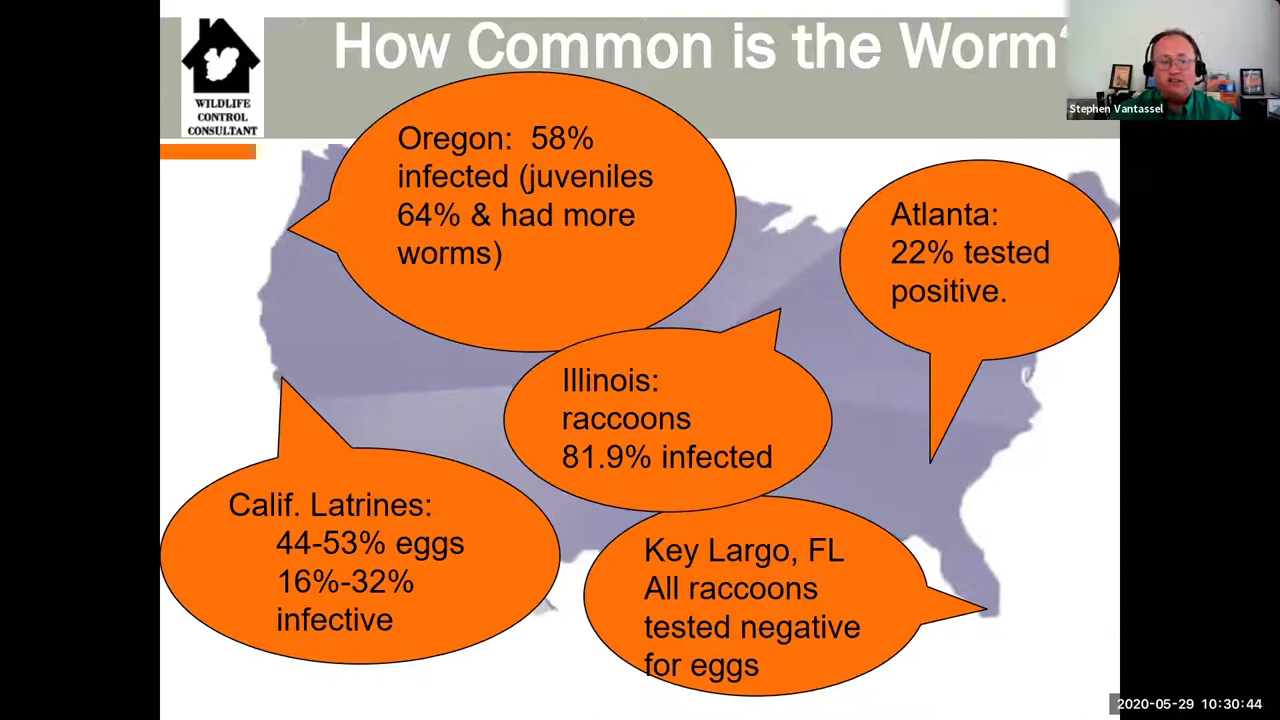 How Common is the Worm
WILDLIFE
CONTROL
CONSULTANT
Stephen Vantassel
Oregon: 58%
infected (juveniles
64% & had more
worms)
Atlanta:
22% tested
positive.
Illinois:
raccoons
81.9% infected
Calif. Latrines:
44-53% eggs
16%-32%
infective
Key Largo, FL
All raccoons
tested negative
for eggs
2020-05-29 10:30:44